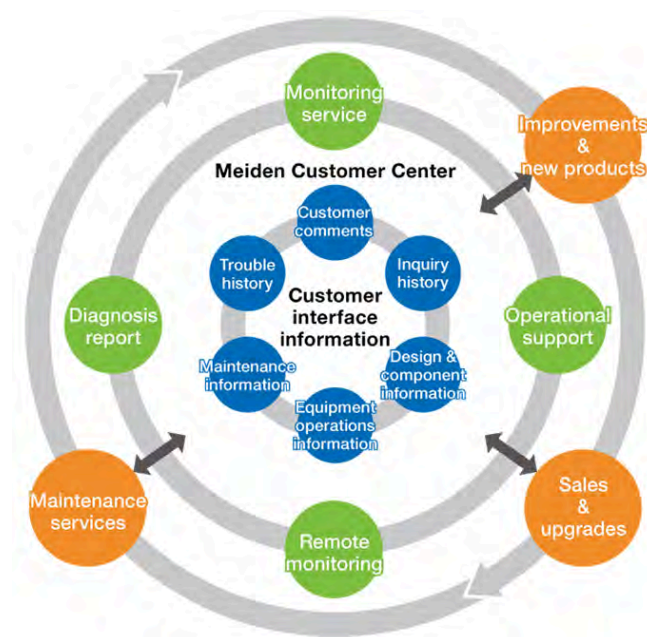 Monitoring
service
Improvements
&
new products
Meiden Customer Center
Customer
comments
Trouble
history
Inquiry
history
Customer
interface
information
Diagnosis
report
Operational
support
Maintenance
information
Design &
component
information
Equipment
operations
information
Maintenance
services
Sales
&
upgrades
Remote
monitoring